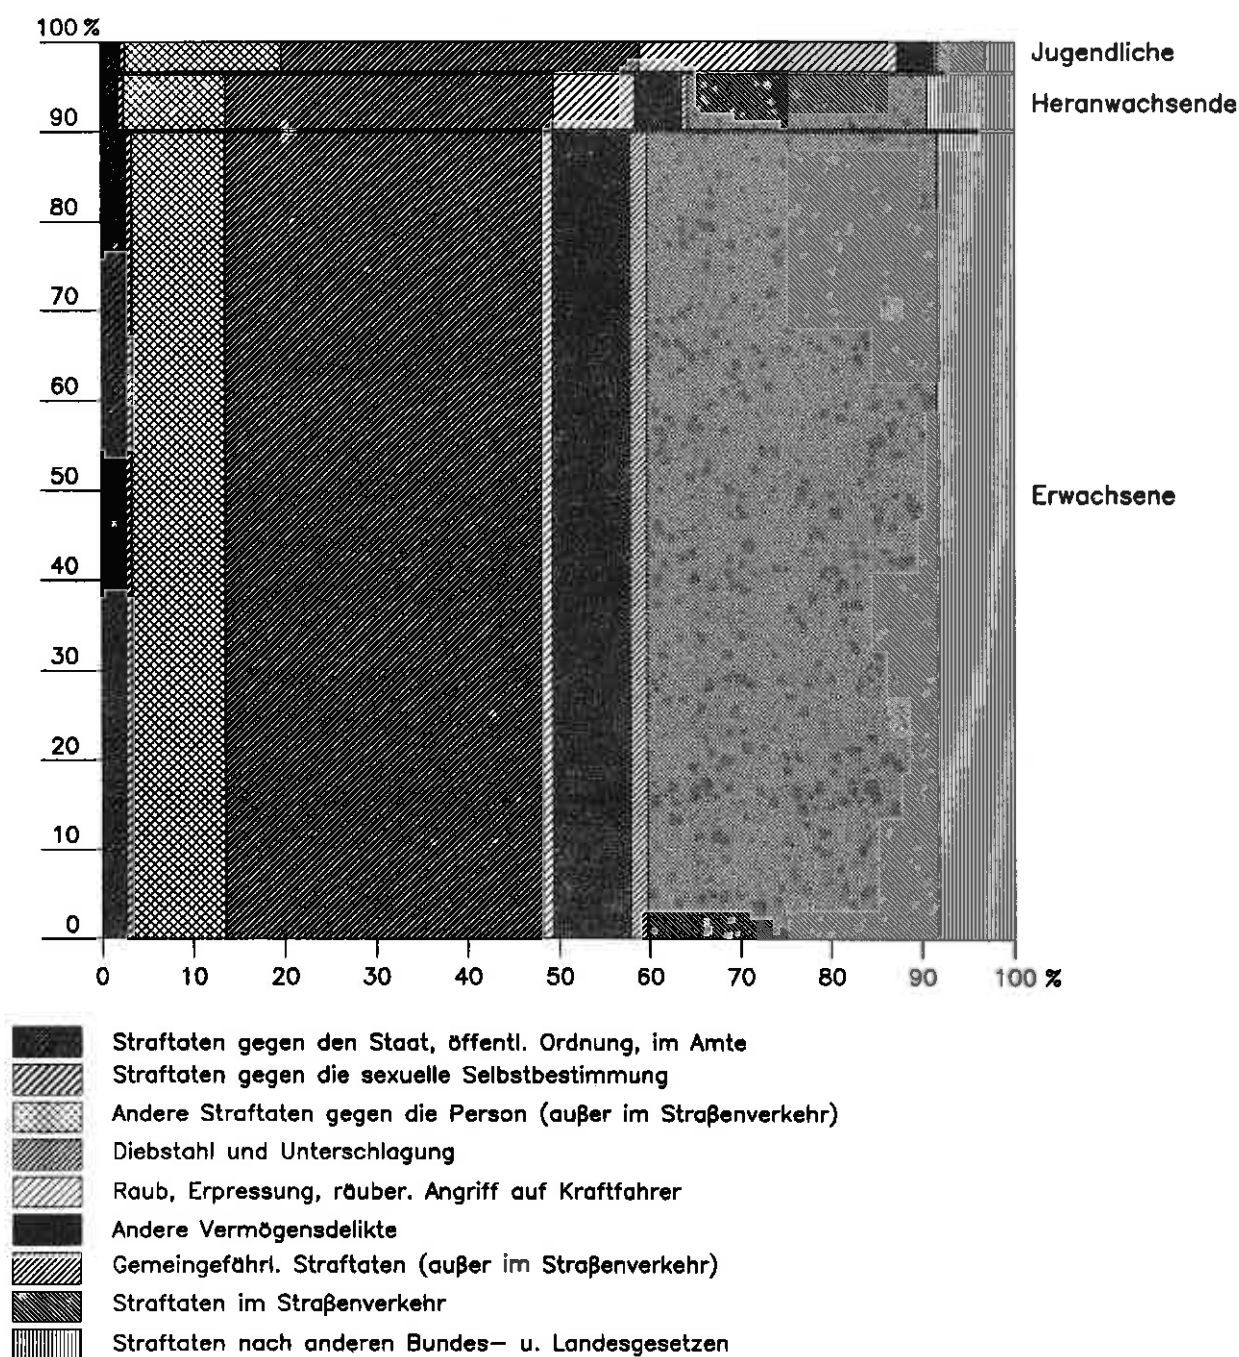 100 %
Jugendliche
Heranwachsende
90
80
70
60
50
Erwachsene
40
30
20
10
0
0 10 20 30 40 50 60 70 80 90 100 %
Straftaten gegen den Staat, öffentl. Ordnung, im Amte
Straftaten gegen die sexuelle Selbstbestimmung
Andere Straftaten gegen die Person (außer im Straßenverkehr)
Diebstahl und Unterschlagung
Raub, Erpressung, räuber. Angriff auf Kraftfahrer
Andere Vermögensdelikte
Gemeingefährl. Straftaten (außer im Straßenverkehr)
Straftaten im Straßenverkehr
Straftaten nach anderen Bundes– u. Landesgesetzen